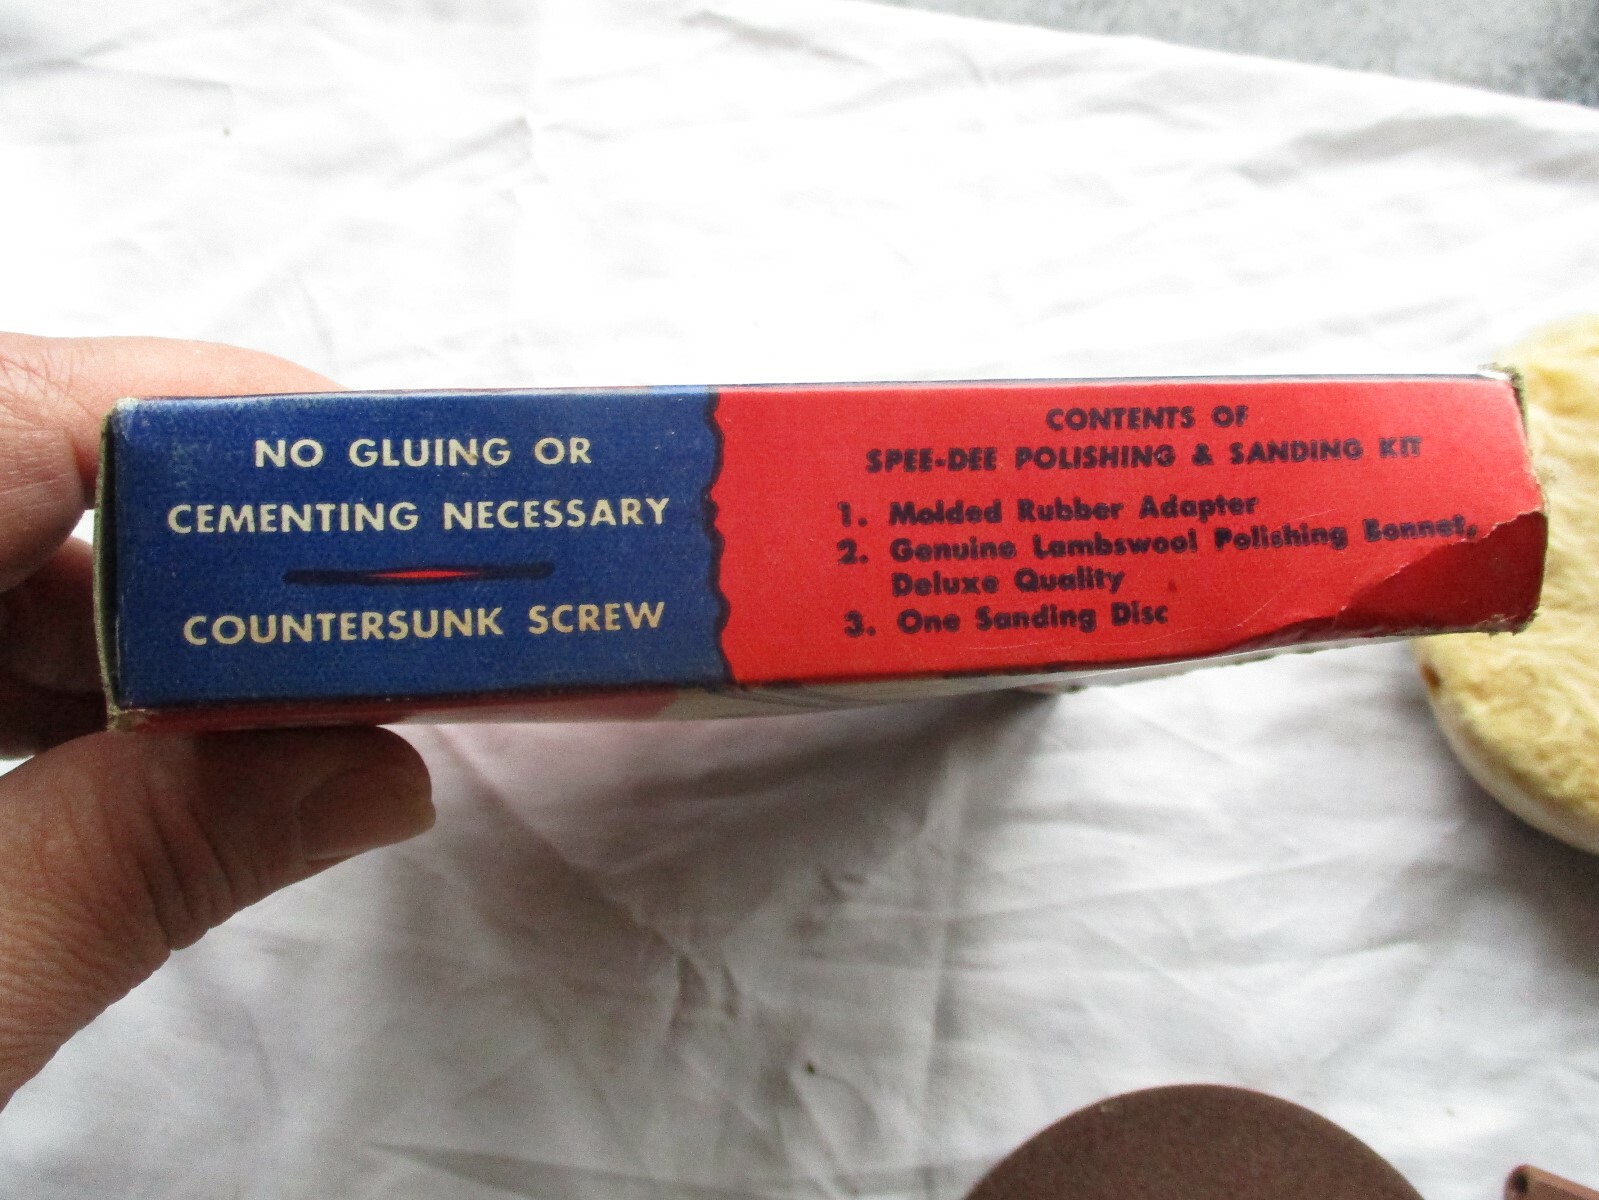 NO GLUING OR
CEMENTING NECESSARY
COUNTERSUNK SCREW
CONTENTS OF
SPEE-DEE POLISHING & SANDING KIT
1. Molded Rubber Adapter
2. Genuine Lambswool Polishing Bonnet,
Deluxe Quality
3. One Sanding Disc